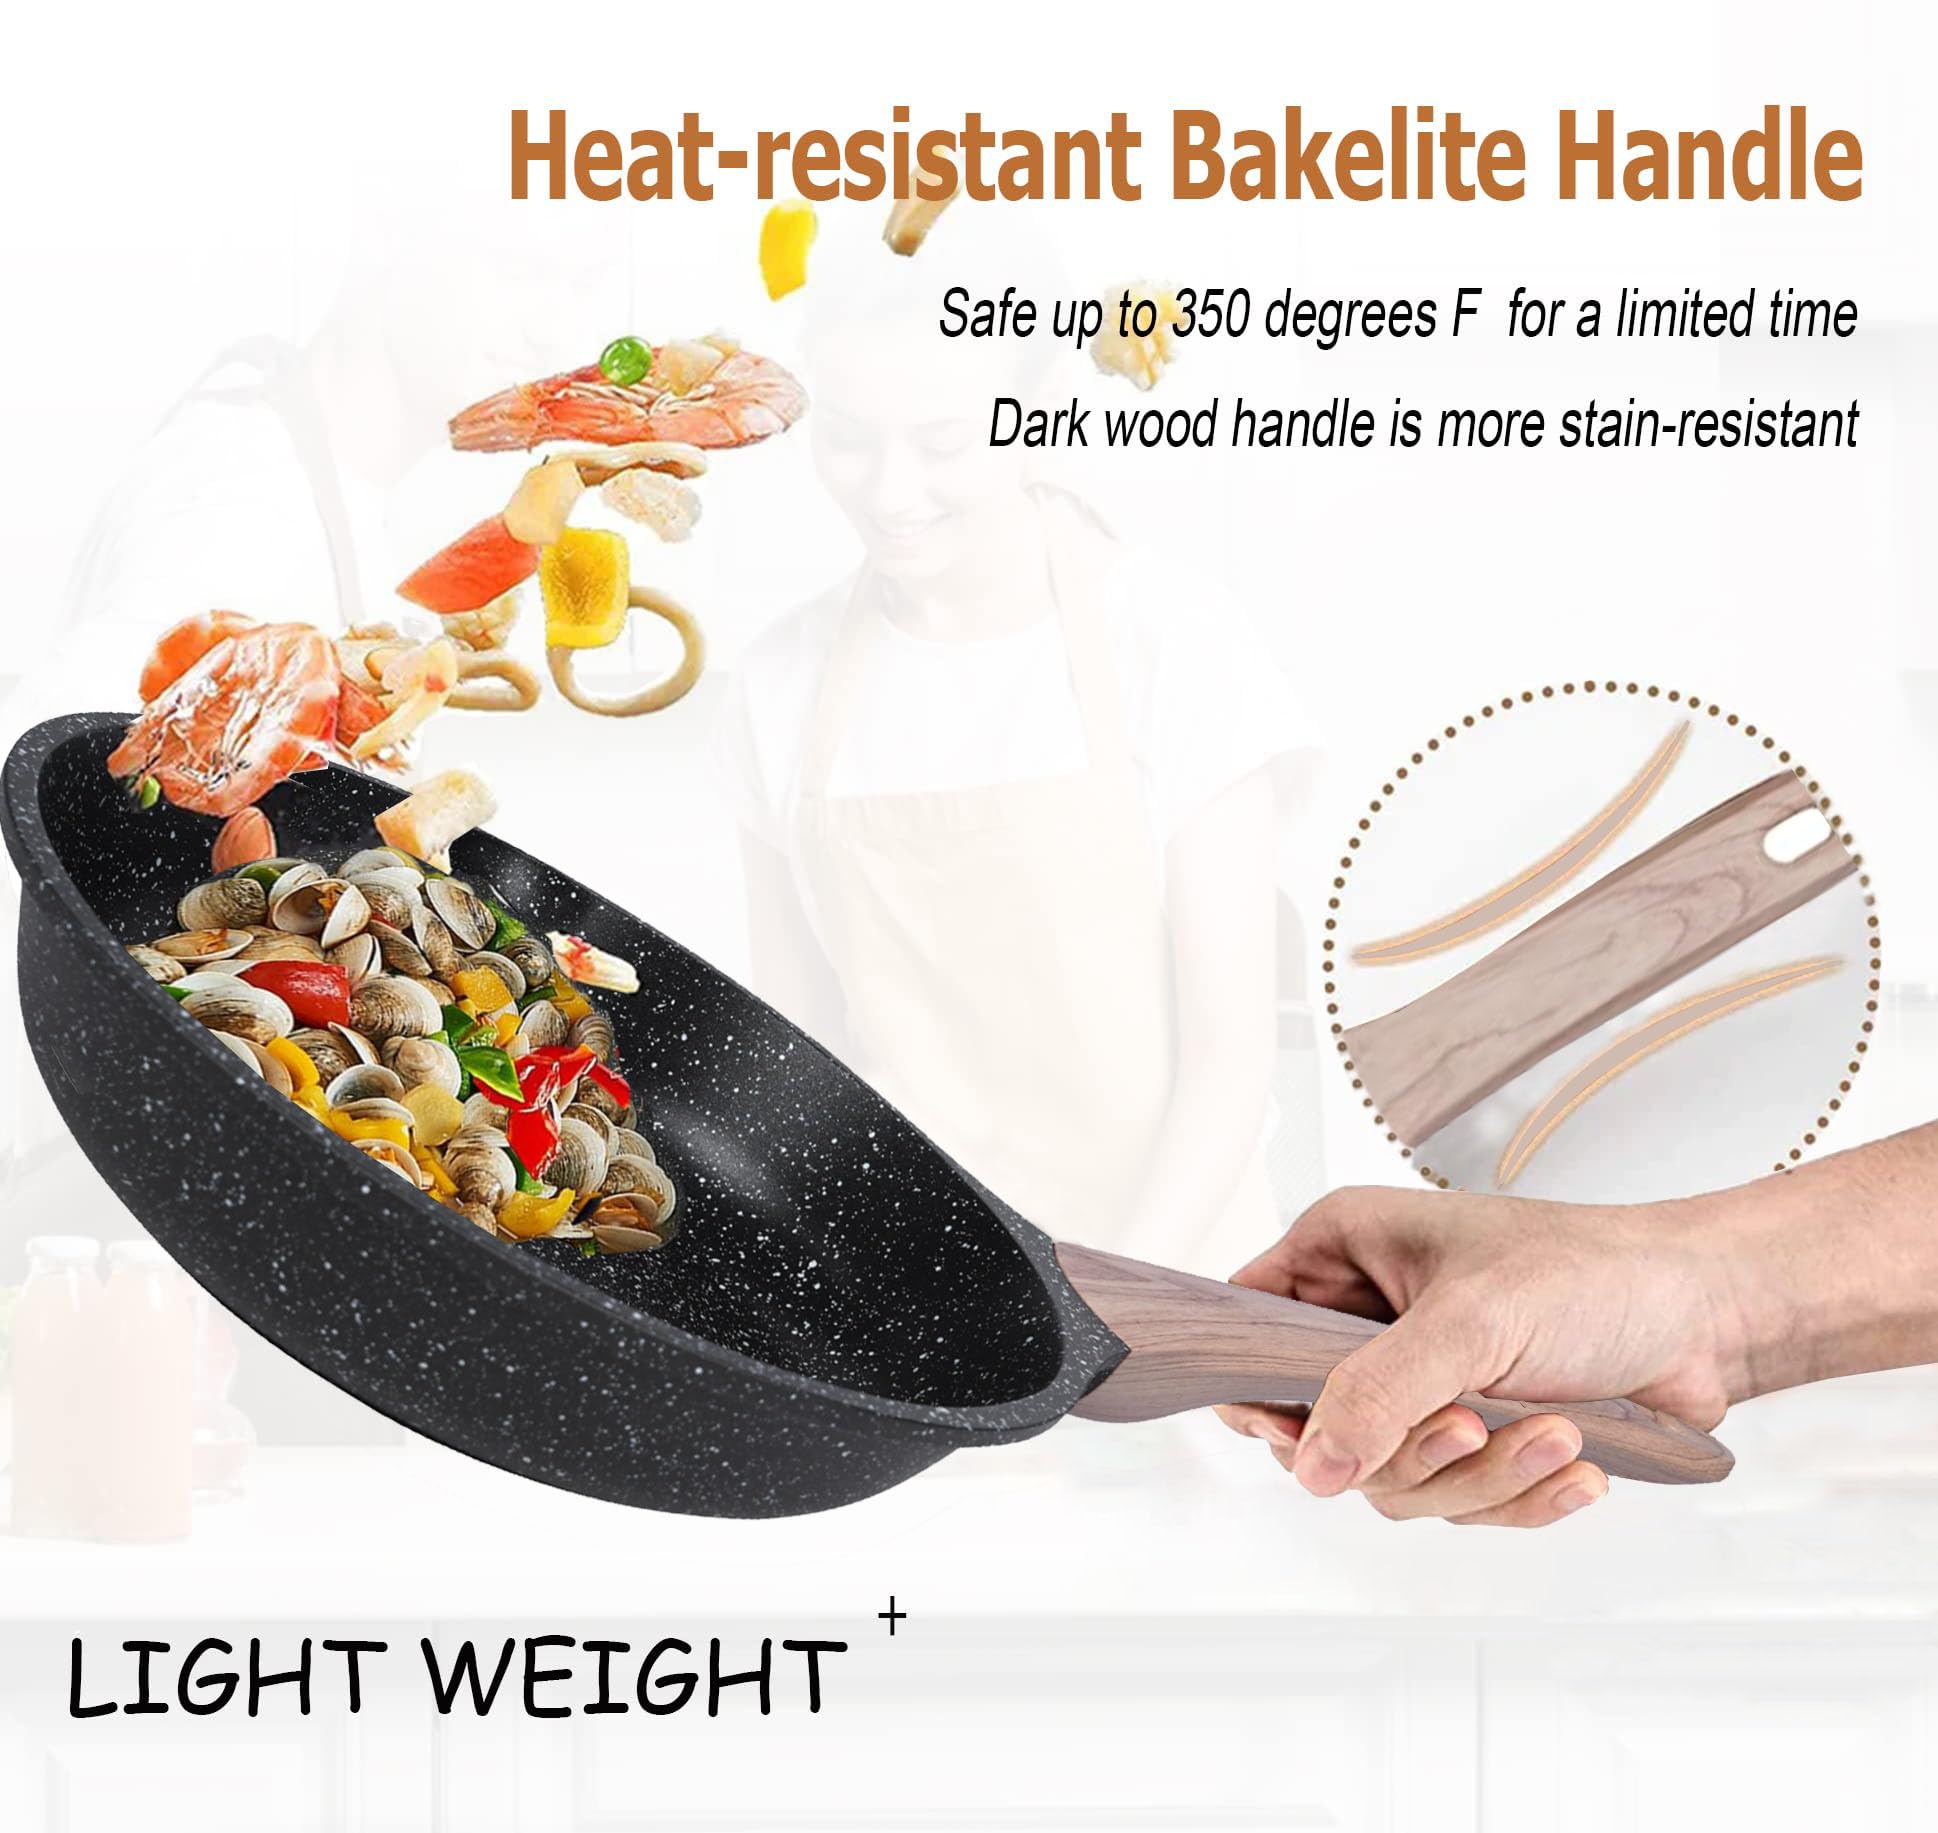 Heat-resistant Bakelite Handle
Safe up to 350 degrees F for a limited time
Dark wood handle is more stain-resistant
+
LIGHT WEIGHT